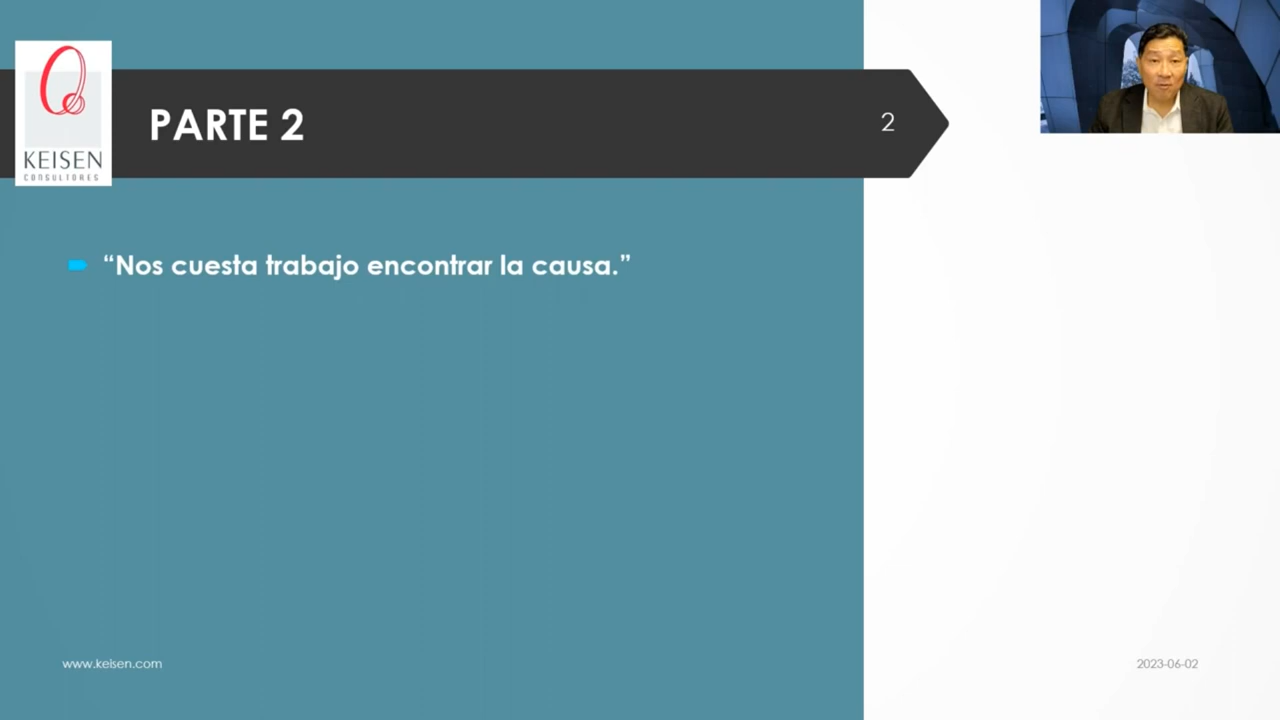 KEISEN
CONSULTORES
PARTE 2
2
“Nos cuesta trabajo encontrar la causa.”
www.keisen.com
2023-06-02